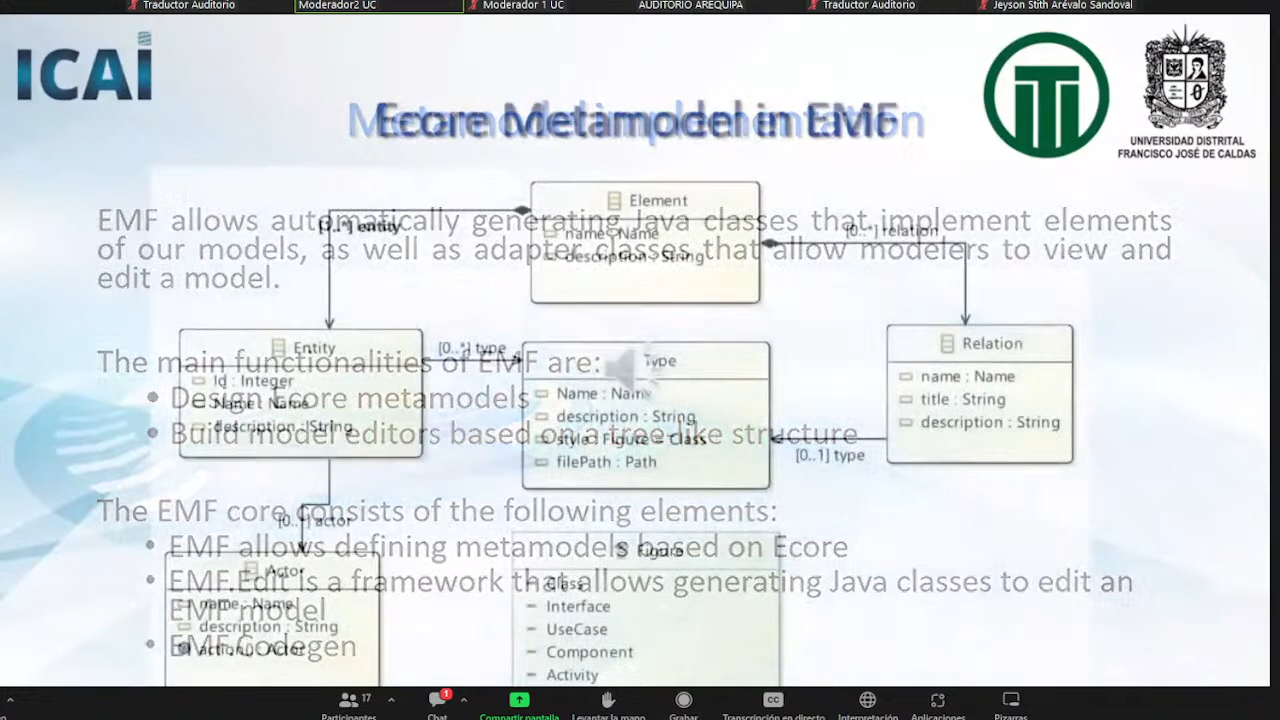 Traductor Auditorio
Moderador2 UC
Moderador 1 UC
AUDITORIO AREQUIPA
Traductor Auditorio
Jeyson Stith Arévalo Sandoval
ICAI
UNIVERSIDAD DISTRITAL
FRANCISCO JOSÉ DE CALDAS
Ecore Metamodel in EMF
Metamodel implementation
EMF allows automatically generating Java classes that implement elements
of our models, as well as adapter classes that allow modelers to view and
edit a model.
The main functionalities of EMF are:
• Design Ecore metamodels
• Build model editors based on a tree-like structure
The EMF core consists of the following elements:
• EMF allows defining metamodels based on Ecore
• EMF.Edit is a framework that allows generating Java classes to edit an
EMF model
• EMF.Codegen
Element
name : Name
description : String
[0..*] entity
[0..*] relation
Entity
Id : Integer
Name : Name
description : String
[0..*] type
Type
Name : Name
description : String
style : Figure = Class
filePath : Path
Relation
name : Name
title : String
description : String
[0..1] type
[0..*] actor
Actor
name : Name
description : String
action() : Actor
Figure
Class
Interface
UseCase
Component
Activity
17
1
CC
Participantes
Chat
Compartir pantalla
Levantar la mano
Grabar
Transcripción en directo
Interpretación
Aplicaciones
Pizarras